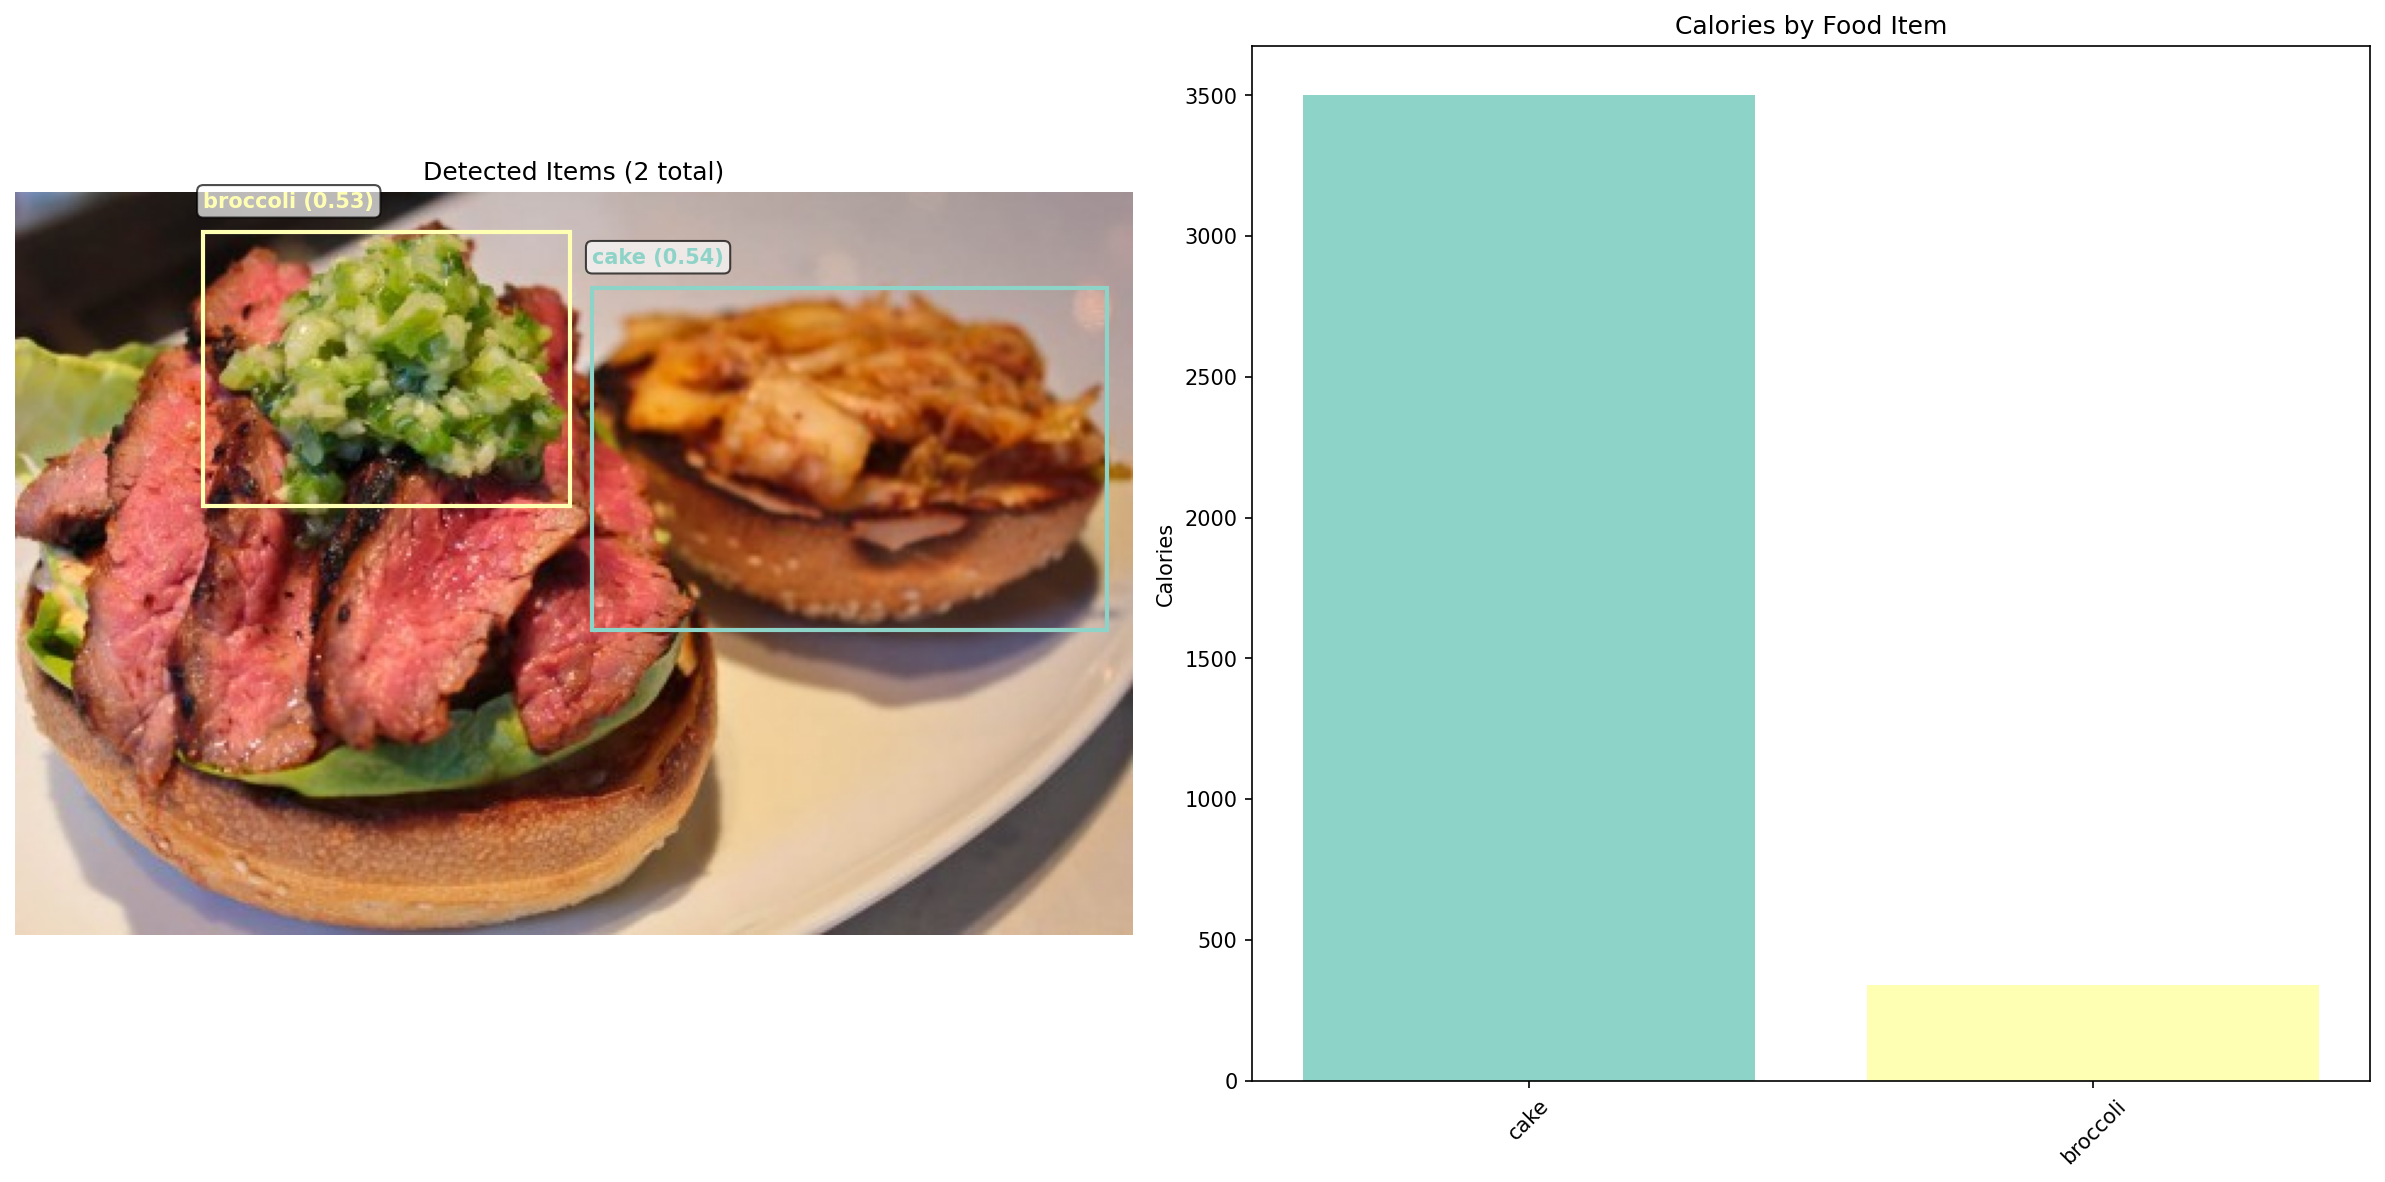 Detected Items (2 total)
broccoli (0.53)
cake (0.54)
Calories by Food Item
Calories
3500
3000
2500
2000
1500
1000
500
0
cake
broccoli